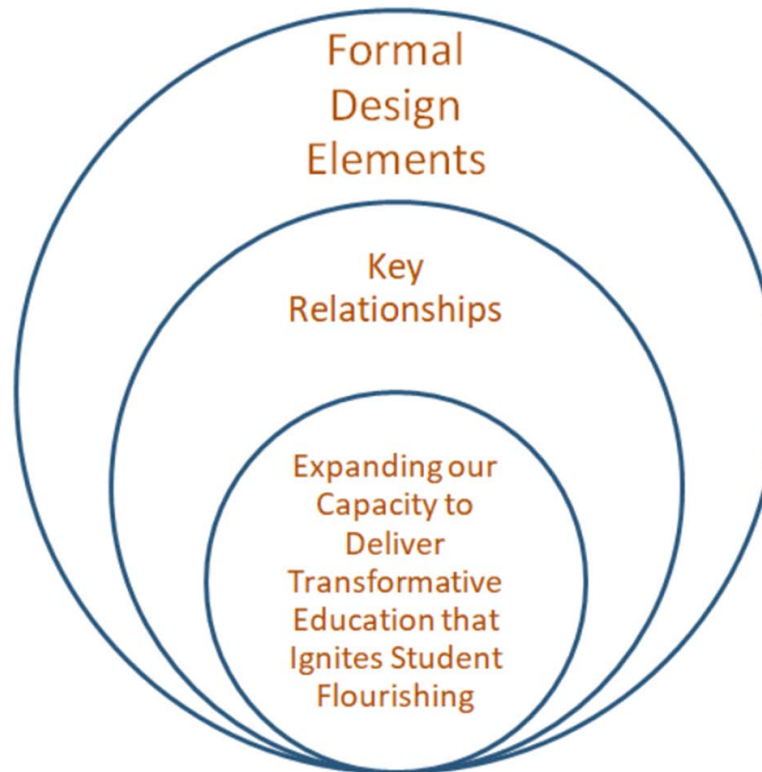 Formal
Design
Elements
Key
Relationships
Expanding our
Capacity to
Deliver
Transformative
Education that
Ignites Student
Flourishing